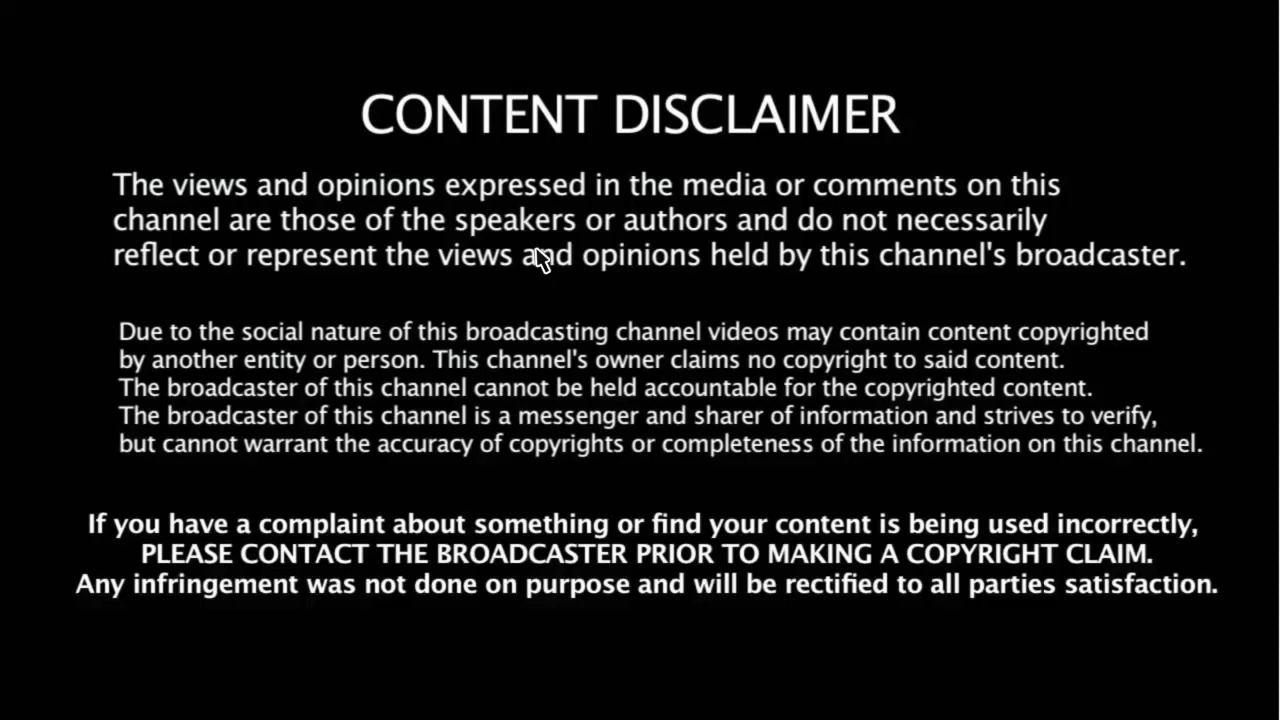 CONTENT DISCLAIMER
The views and opinions expressed in the media or comments on this
channel are those of the speakers or authors and do not necessarily
reflect or represent the views and opinions held by this channel's broadcaster.
Due to the social nature of this broadcasting channel videos may contain content copyrighted
by another entity or person. This channel's owner claims no copyright to said content.
The broadcaster of this channel cannot be held accountable for the copyrighted content.
The broadcaster of this channel is a messenger and sharer of information and strives to verify,
but cannot warrant the accuracy of copyrights or completeness of the information on this channel.
If you have a complaint about something or find your content is being used incorrectly,
PLEASE CONTACT THE BROADCASTER PRIOR TO MAKING A COPYRIGHT CLAIM.
Any infringement was not done on purpose and will be rectified to all parties satisfaction.